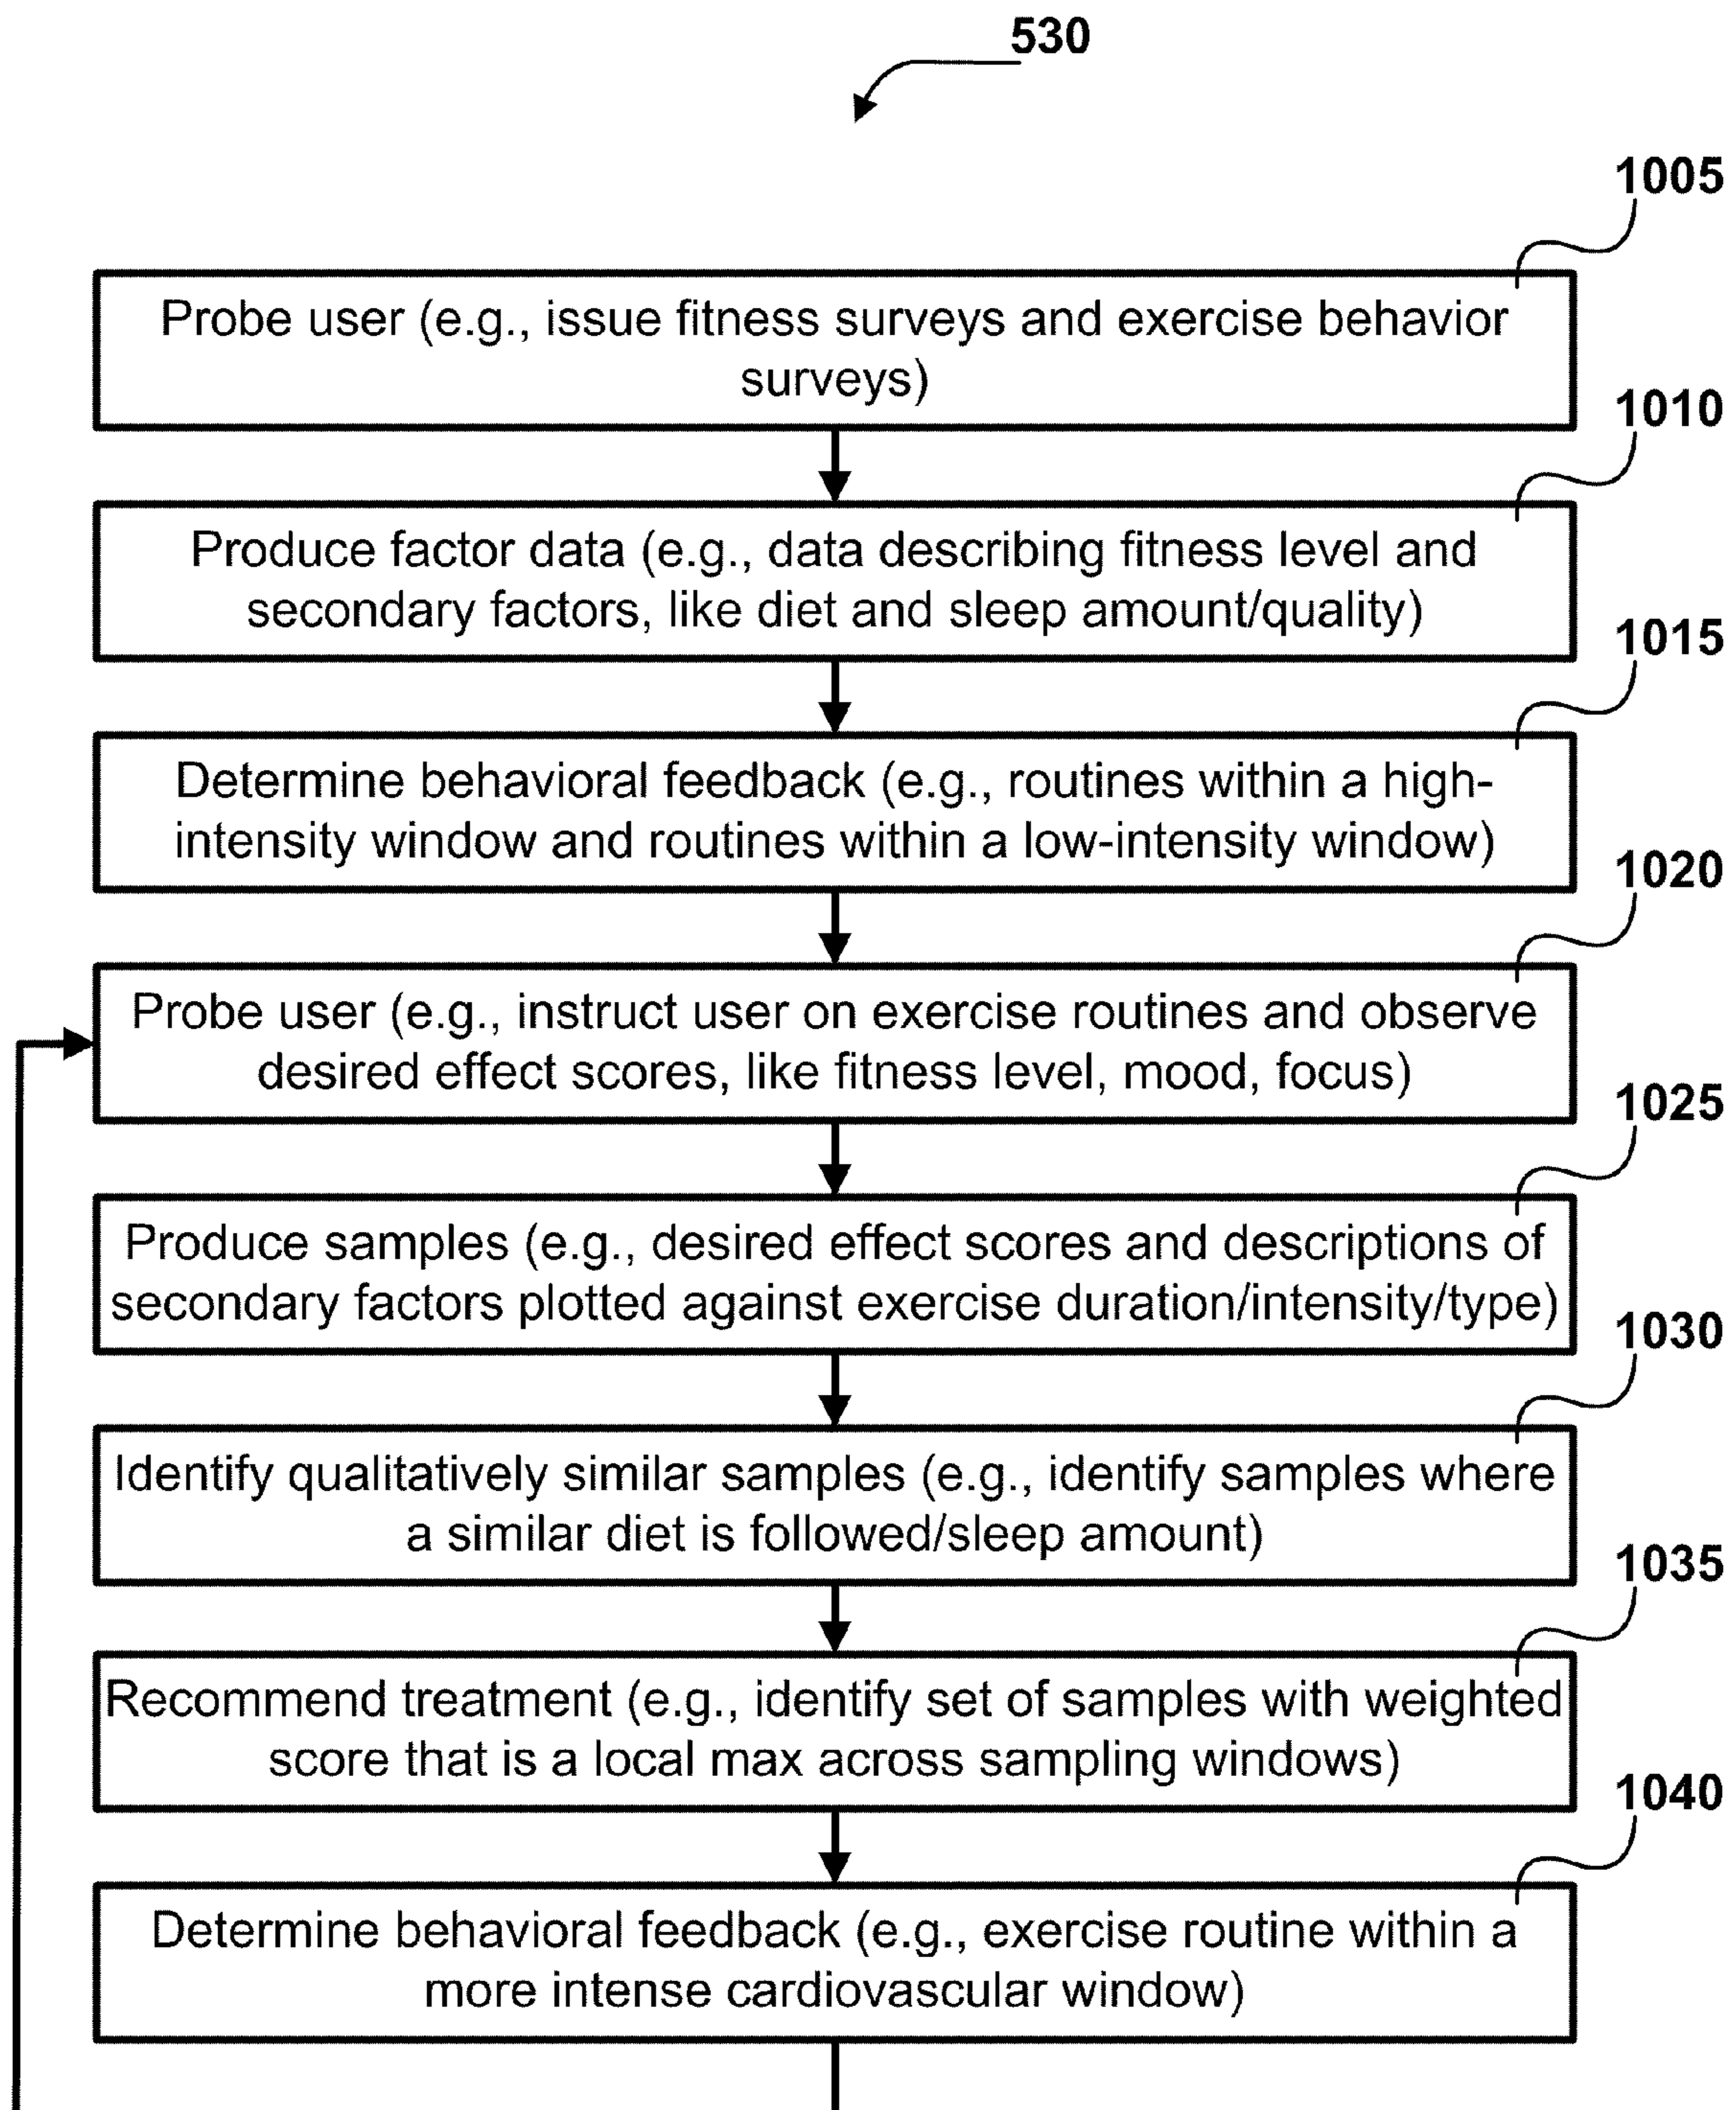 530
1005
Probe user (e.g., issue fitness surveys and exercise behavior
surveys)
1010
Produce factor data (e.g., data describing fitness level and
secondary factors, like diet and sleep amount/quality)
1015
Determine behavioral feedback (e.g., routines within a high-
intensity window and routines within a low-intensity window)
1020
Probe user (e.g., instruct user on exercise routines and observe
desired effect scores, like fitness level, mood, focus)
1025
Produce samples (e.g., desired effect scores and descriptions of
secondary factors plotted against exercise duration/intensity/type)
1030
Identify qualitatively similar samples (e.g., identify samples where
a similar diet is followed/sleep amount)
1035
Recommend treatment (e.g., identify set of samples with weighted
score that is a local max across sampling windows)
1040
Determine behavioral feedback (e.g., exercise routine within a
more intense cardiovascular window)